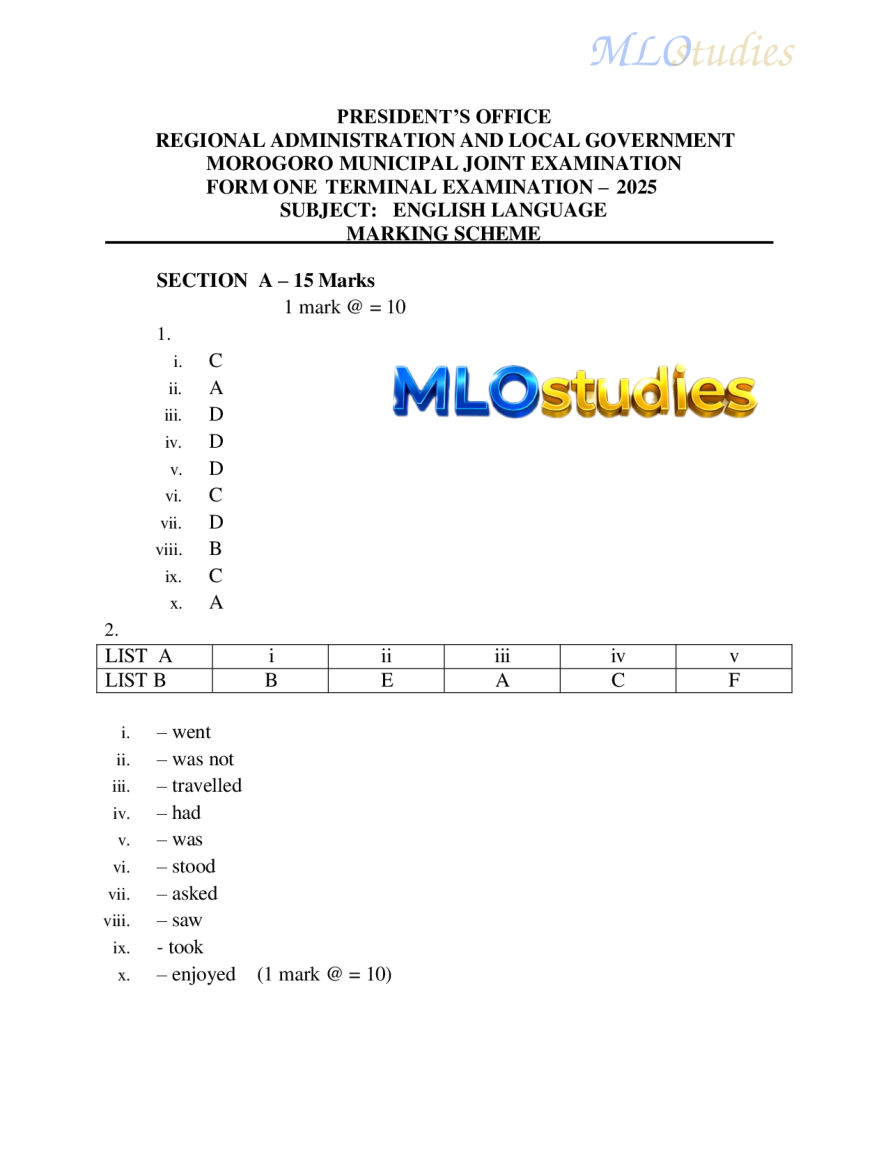 MLOstudies
PRESIDENT’S OFFICE
REGIONAL ADMINISTRATION AND LOCAL GOVERNMENT
MOROGORO MUNICIPAL JOINT EXAMINATION
FORM ONE TERMINAL EXAMINATION – 2025
SUBJECT: ENGLISH LANGUAGE
MARKING SCHEME
SECTION A – 15 Marks
1 mark @ = 10
1.
i. C
MLOstudies
ii. A
iii. D
iv. D
v. D
vi. C
vii. D
viii. B
ix. C
x. A
2.
LIST A i ii iii iv v
LIST B B E A C F
i. – went
ii. – was not
iii. – travelled
iv. – had
v. – was
vi. – stood
vii. – asked
viii. – saw
ix. - took
x. – enjoyed (1 mark @ = 10)